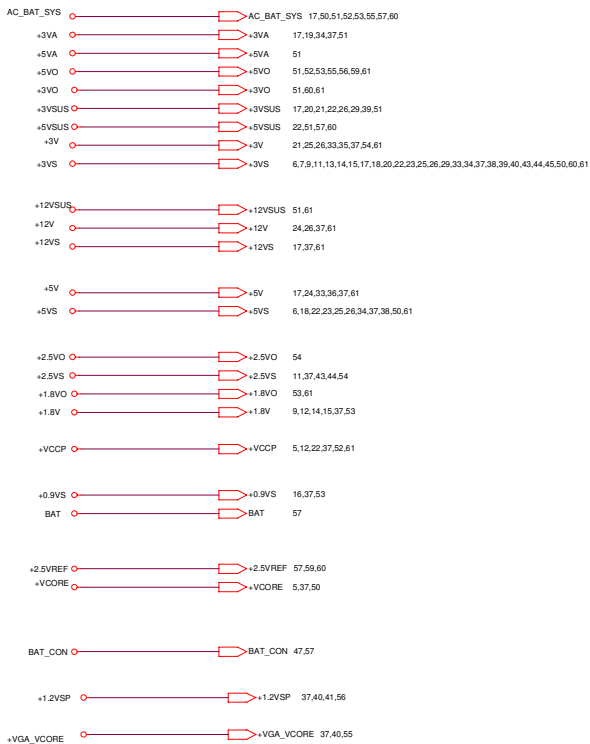 AC_BAT_SYS AC_BAT_SYS 17,50,51,52,53,55,57,60
+3VA +3VA 17,19,34,37,51
+5VA +5VA 51
+5VO +5VO 51,52,53,55,56,59,61
+3VO +3VO 51,60,61
+3VSUS +3VSUS 17,20,21,22,26,29,39,51
+5VSUS +5VSUS 22,51,57,60
+3V +3V 21,25,26,33,35,37,54,61
+3VS +3VS 6,7,9,11,13,14,15,17,18,20,22,23,25,26,29,33,34,37,38,39,40,43,44,45,50,60,61
+12VSUS +12VSUS 51,61
+12V +12V 24,26,37,61
+12VS +12VS 17,37,61
+5V +5V 17,24,33,36,37,61
+5VS +5VS 6,18,22,23,25,26,34,37,38,50,61
+2.5VO +2.5VO 54
+2.5VS +2.5VS 11,37,43,44,54
+1.8VO +1.8VO 53,61
+1.8V +1.8V 9,12,14,15,37,53
+VCCP +VCCP 5,12,22,37,52,61
+0.9VS +0.9VS 16,37,53
BAT BAT 57
+2.5VREF +2.5VREF 57,59,60
+VCORE +VCORE 5,37,50
BAT_CON BAT_CON 47,57
+1.2VSP +1.2VSP 37,40,41,56
+VGA_VCORE +VGA_VCORE 37,40,55